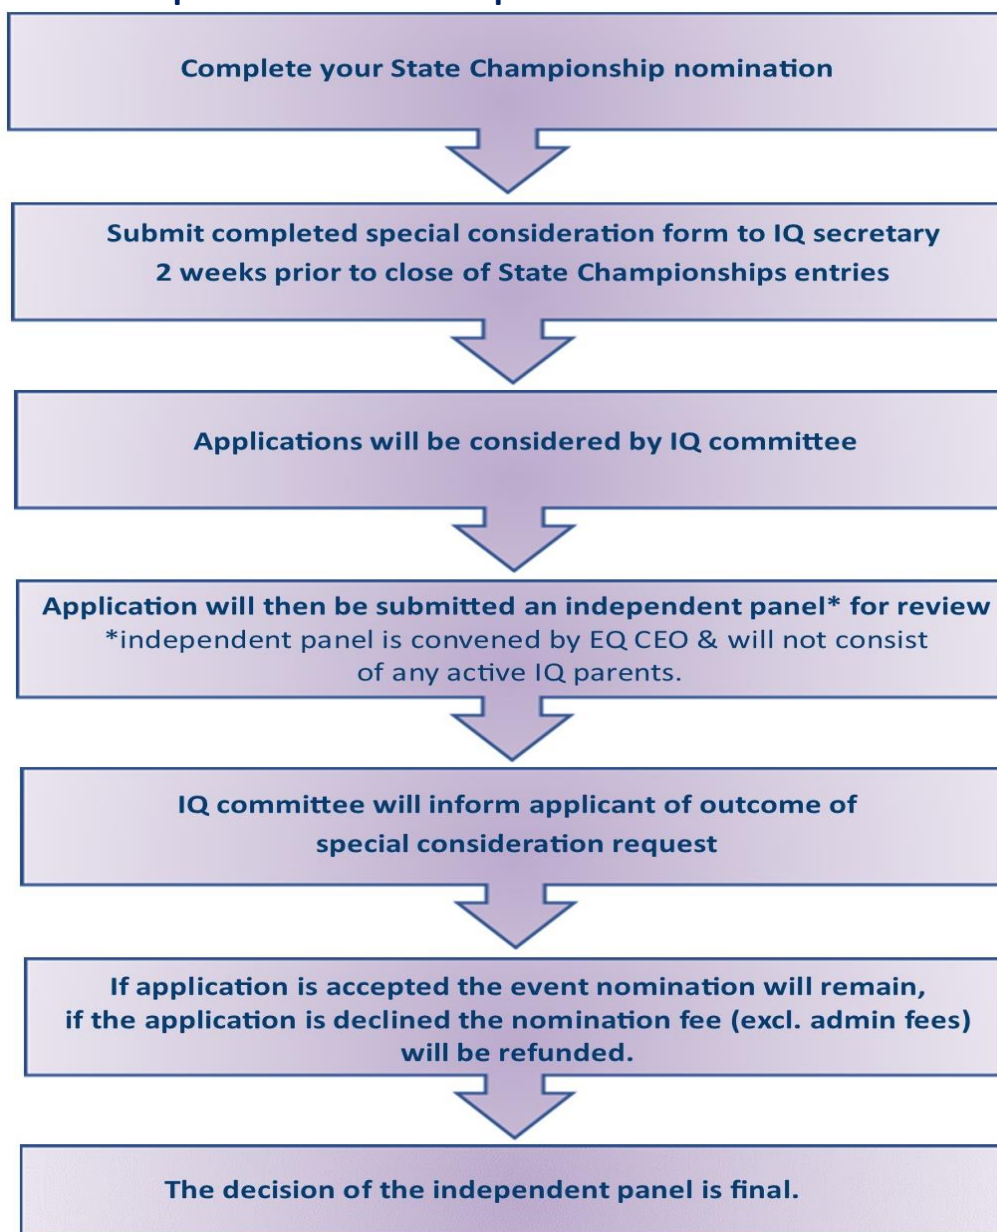 Complete your State Championship nomination
Submit completed special consideration form to IQ secretary
2 weeks prior to close of State Championships entries
Applications will be considered by IQ committee
Application will then be submitted an independent panel* for review
*independent panel is convened by EQ CEO & will not consist
of any active IQ parents.
IQ committee will inform applicant of outcome of
special consideration request
If application is accepted the event nomination will remain,
if the application is declined the nomination fee (excl. admin fees)
will be refunded.
The decision of the independent panel is final.